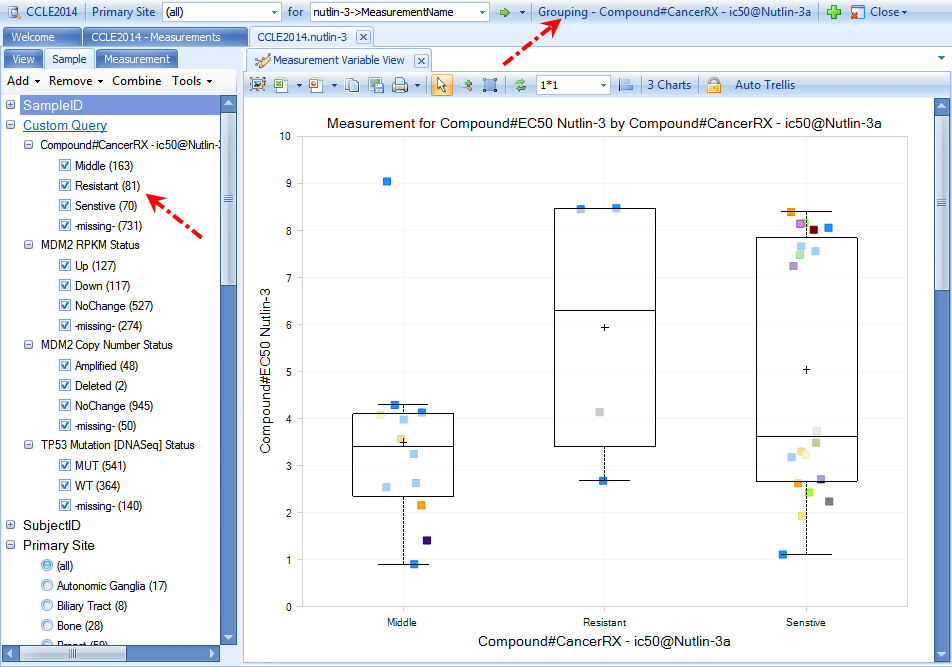 CCLE2014 Primary Site (all) for nutlin-3->MeasurementName Grouping - Compound#CancerRX - ic50@Nutlin-3a Close
Welcome CCLE2014 - Measurements CCLE2014.nutlin-3
View Sample Measurement
Measurement Variable View
Add Remove Combine Tools
1*1 3 Charts Auto Trellis
SampleID
Custom Query
Compound#CancerRX - ic50@Nutlin-3
Middle (163)
Resistant (81)
Senstive (70)
-missing- (731)
MDM2 RPKM Status
Up (127)
Down (117)
NoChange (527)
-missing- (274)
MDM2 Copy Number Status
Amplified (48)
Deleted (2)
NoChange (945)
-missing- (50)
TP53 Mutation [DNASeq] Status
MUT (541)
WT (364)
-missing- (140)
SubjectID
Primary Site
(all)
Autonomic Ganglia (17)
Biliary Tract (8)
Bone (28)
Measurement for Compound#EC50 Nutlin-3 by Compound#CancerRX - ic50@Nutlin-3a
Compound#EC50 Nutlin-3
10
9
8
7
6
5
4
3
2
1
0
Middle Resistant Senstive
Compound#CancerRX - ic50@Nutlin-3a